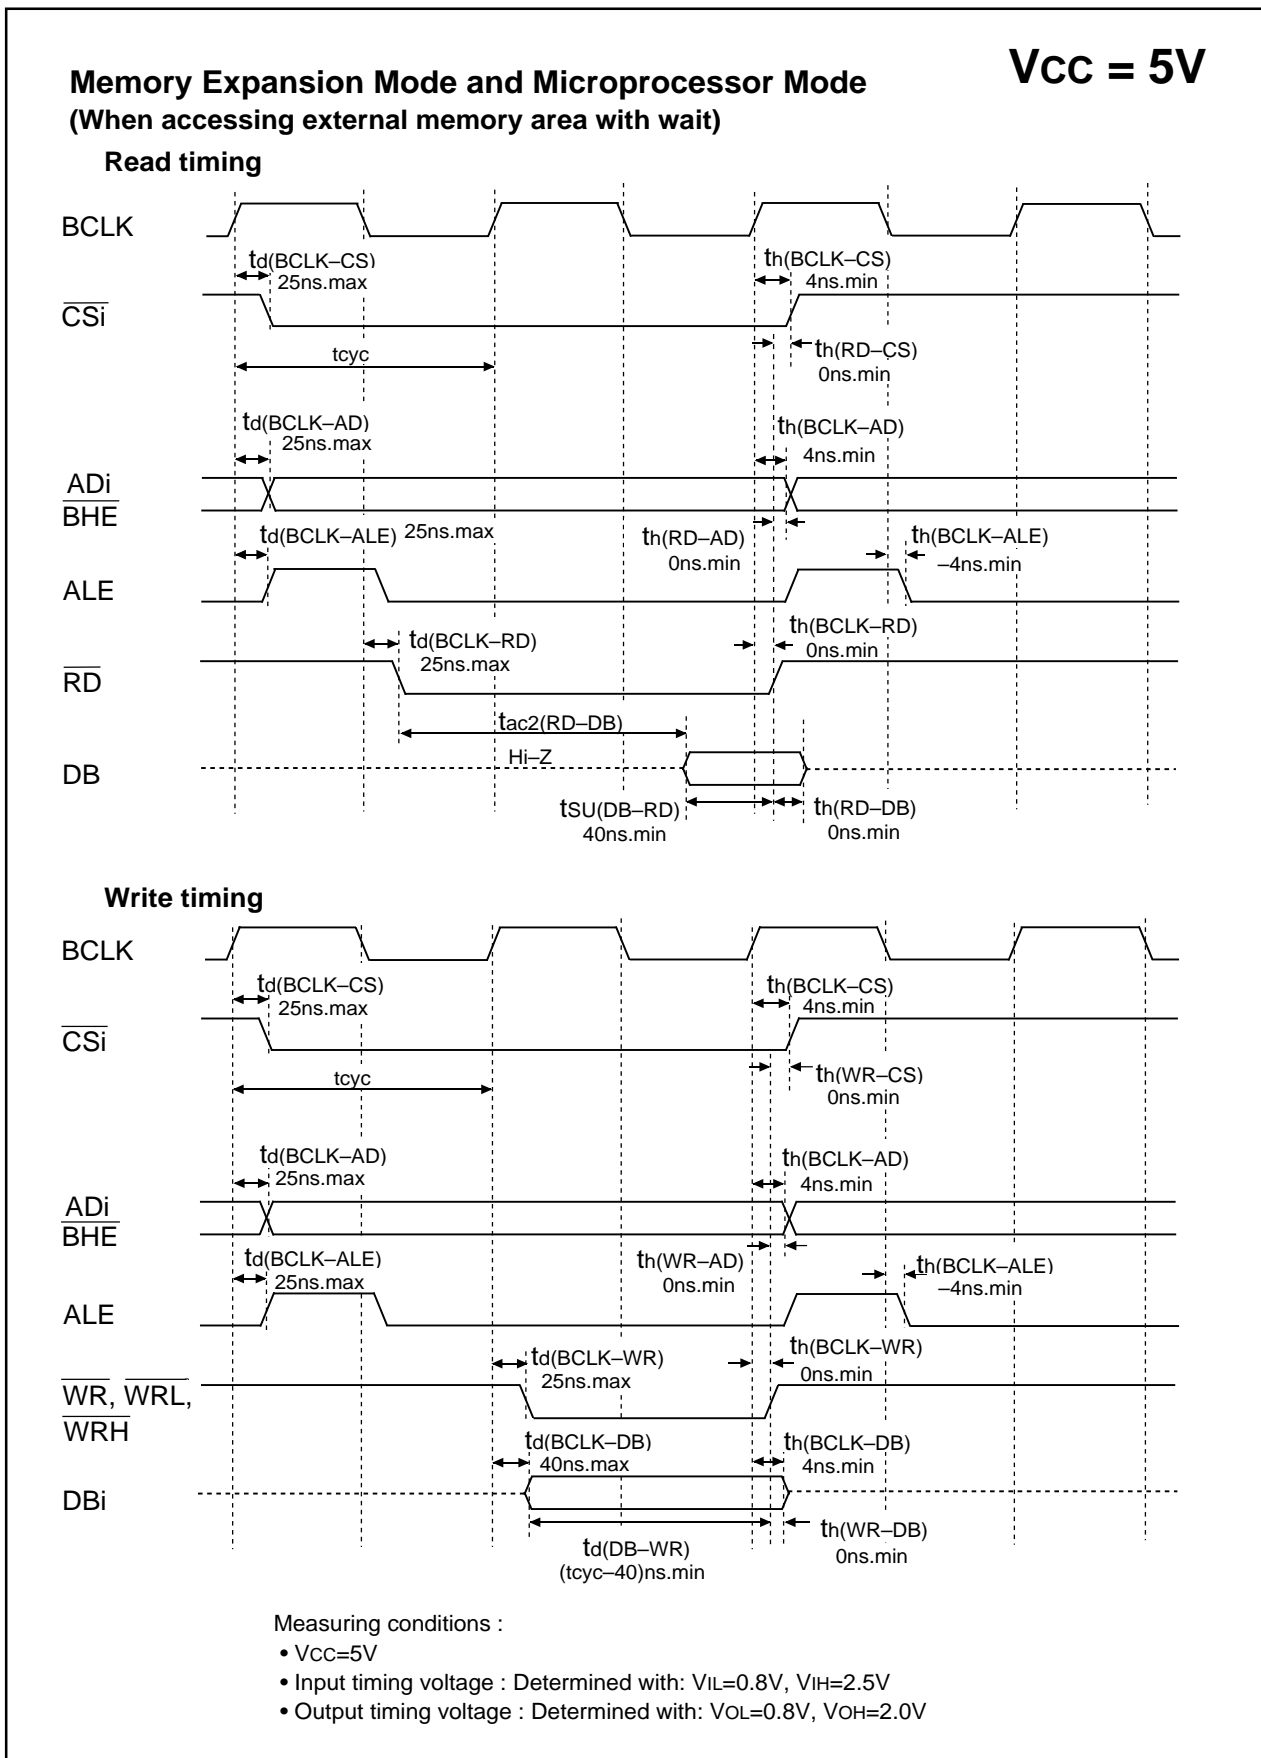 VCC = 5V
Memory Expansion Mode and Microprocessor Mode
(When accessing external memory area with wait)
Read timing
BCLK
td(BCLK–CS)
25ns.max
th(BCLK–CS)
4ns.min
CSi
tcyc
th(RD–CS)
0ns.min
td(BCLK–AD)
25ns.max
th(BCLK–AD)
4ns.min
ADi
BHE
td(BCLK–ALE) 25ns.max
th(RD–AD)
0ns.min
th(BCLK–ALE)
–4ns.min
ALE
td(BCLK–RD)
25ns.max
th(BCLK–RD)
0ns.min
RD
tac2(RD–DB)
Hi–Z
DB
tSU(DB–RD)
40ns.min
th(RD–DB)
0ns.min
Write timing
BCLK
td(BCLK–CS)
25ns.max
th(BCLK–CS)
4ns.min
CSi
tcyc
th(WR–CS)
0ns.min
td(BCLK–AD)
25ns.max
th(BCLK–AD)
4ns.min
ADi
BHE
td(BCLK–ALE)
25ns.max
th(WR–AD)
0ns.min
th(BCLK–ALE)
–4ns.min
ALE
td(BCLK–WR)
25ns.max
th(BCLK–WR)
0ns.min
WR, WRL,
WRH
td(BCLK–DB)
40ns.max
th(BCLK–DB)
4ns.min
DBi
td(DB–WR)
(tcyc–40)ns.min
th(WR–DB)
0ns.min
Measuring conditions :
• VCC=5V
• Input timing voltage : Determined with: VIL=0.8V, VIH=2.5V
• Output timing voltage : Determined with: VOL=0.8V, VOH=2.0V